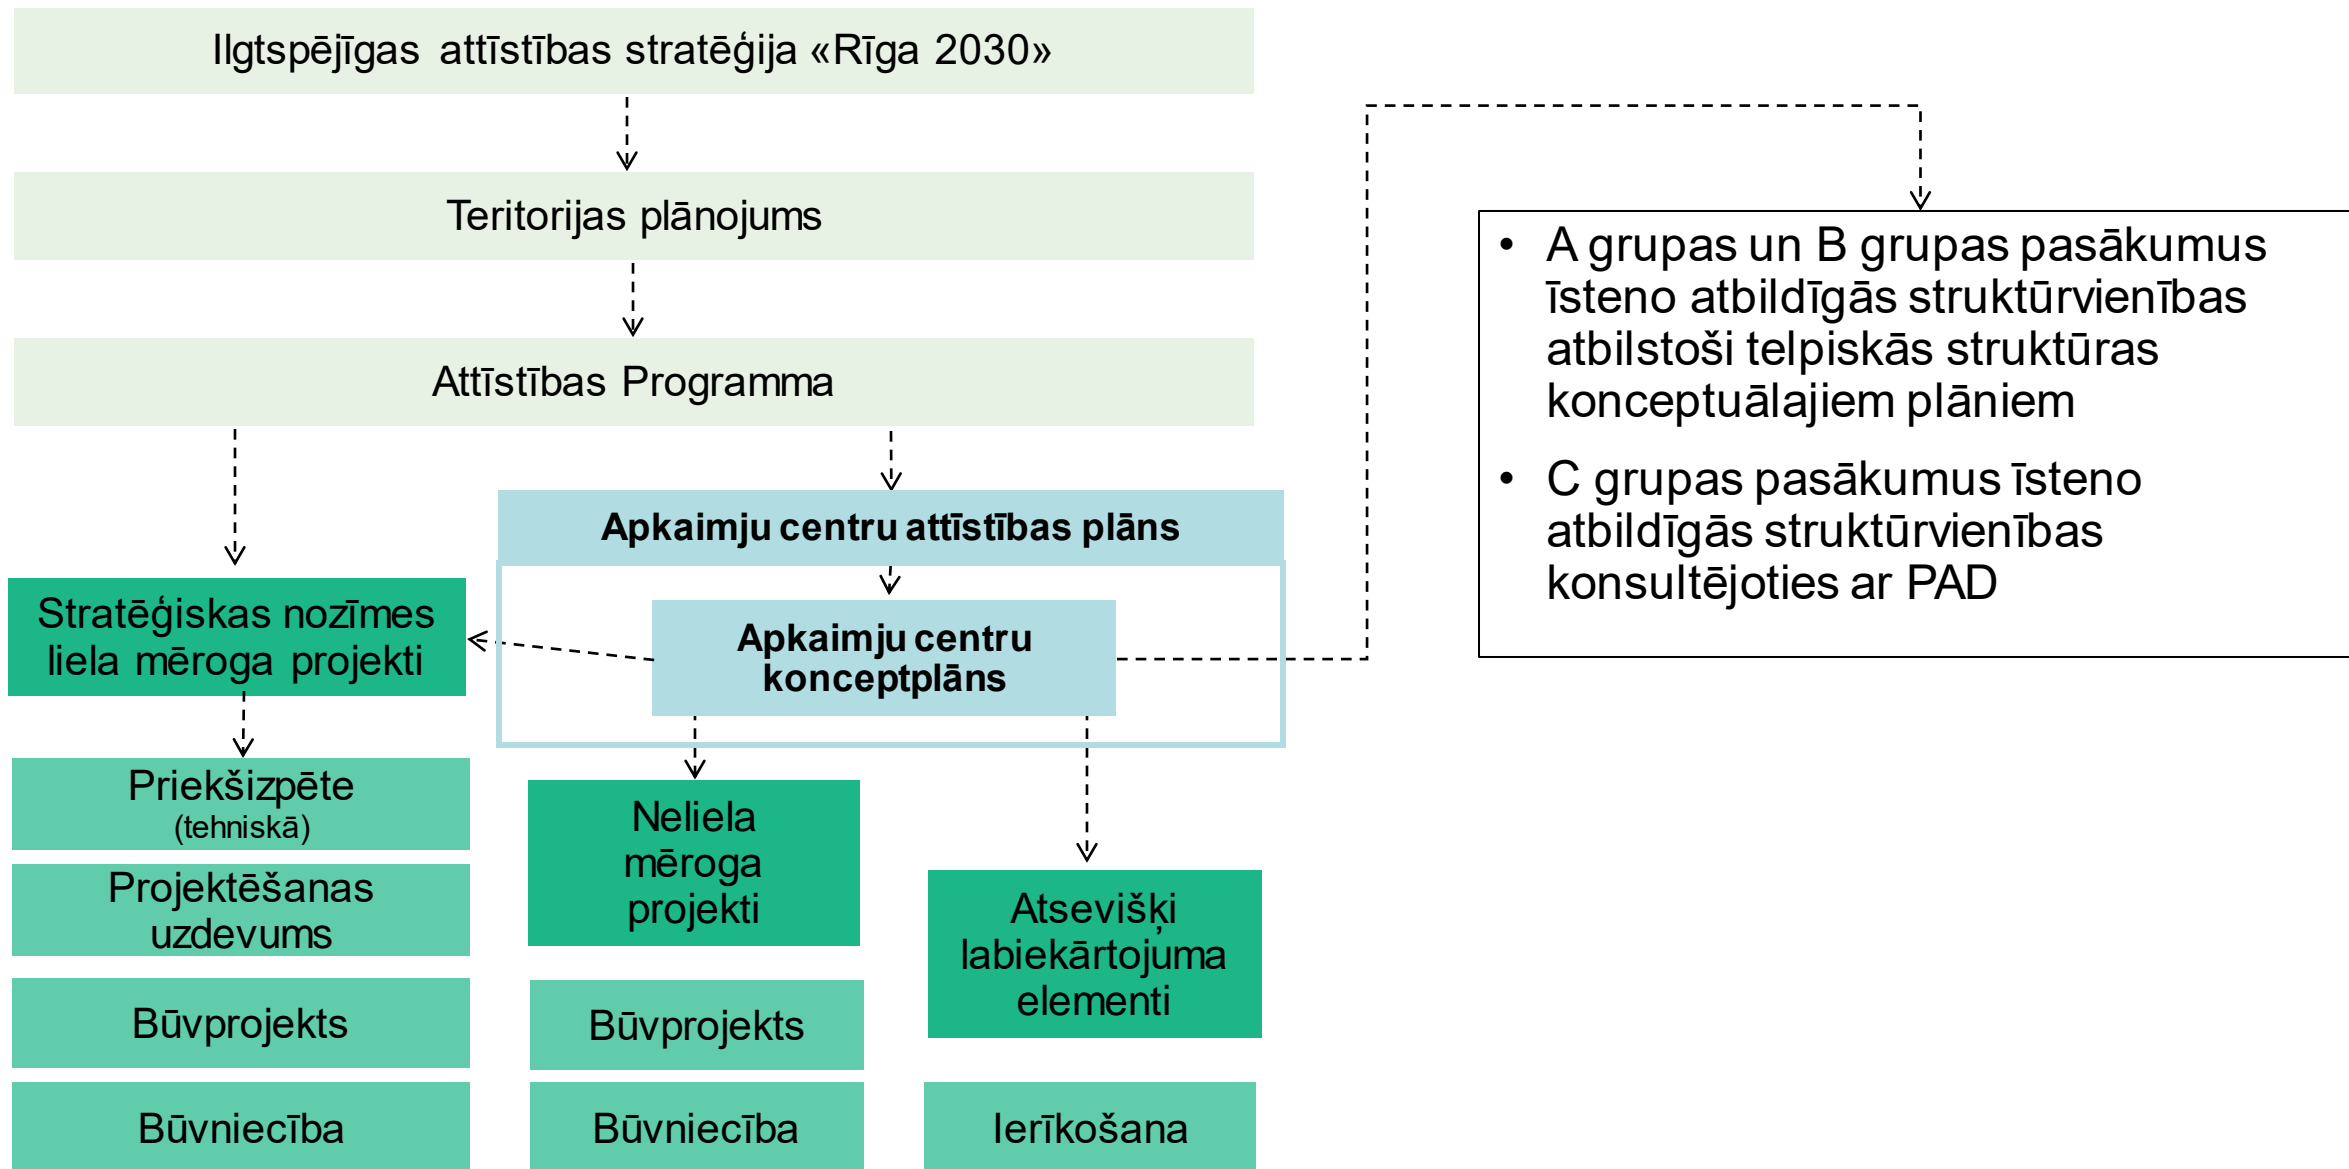 Ilgtspējīgas attīstības stratēģija «Rīga 2030»
Teritorijas plānojums
Attīstības Programma
Apkaimju centru attīstības plāns
Stratēģiskas nozīmes
liela mēroga projekti
Apkaimju centru
konceptplāns
Priekšizpēte
(tehniskā)
Projektēšanas
uzdevums
Būvprojekts
Būvniecība
Neliela
mēroga
projekti
Būvprojekts
Būvniecība
Atsevišķi
labiekārtojuma
elementi
Ierīkošana
• A grupas un B grupas pasākumus
īsteno atbildīgās struktūrvienības
atbilstoši telpiskās struktūras
konceptuālajiem plāniem
• C grupas pasākumus īsteno
atbildīgās struktūrvienības
konsultējoties ar PAD